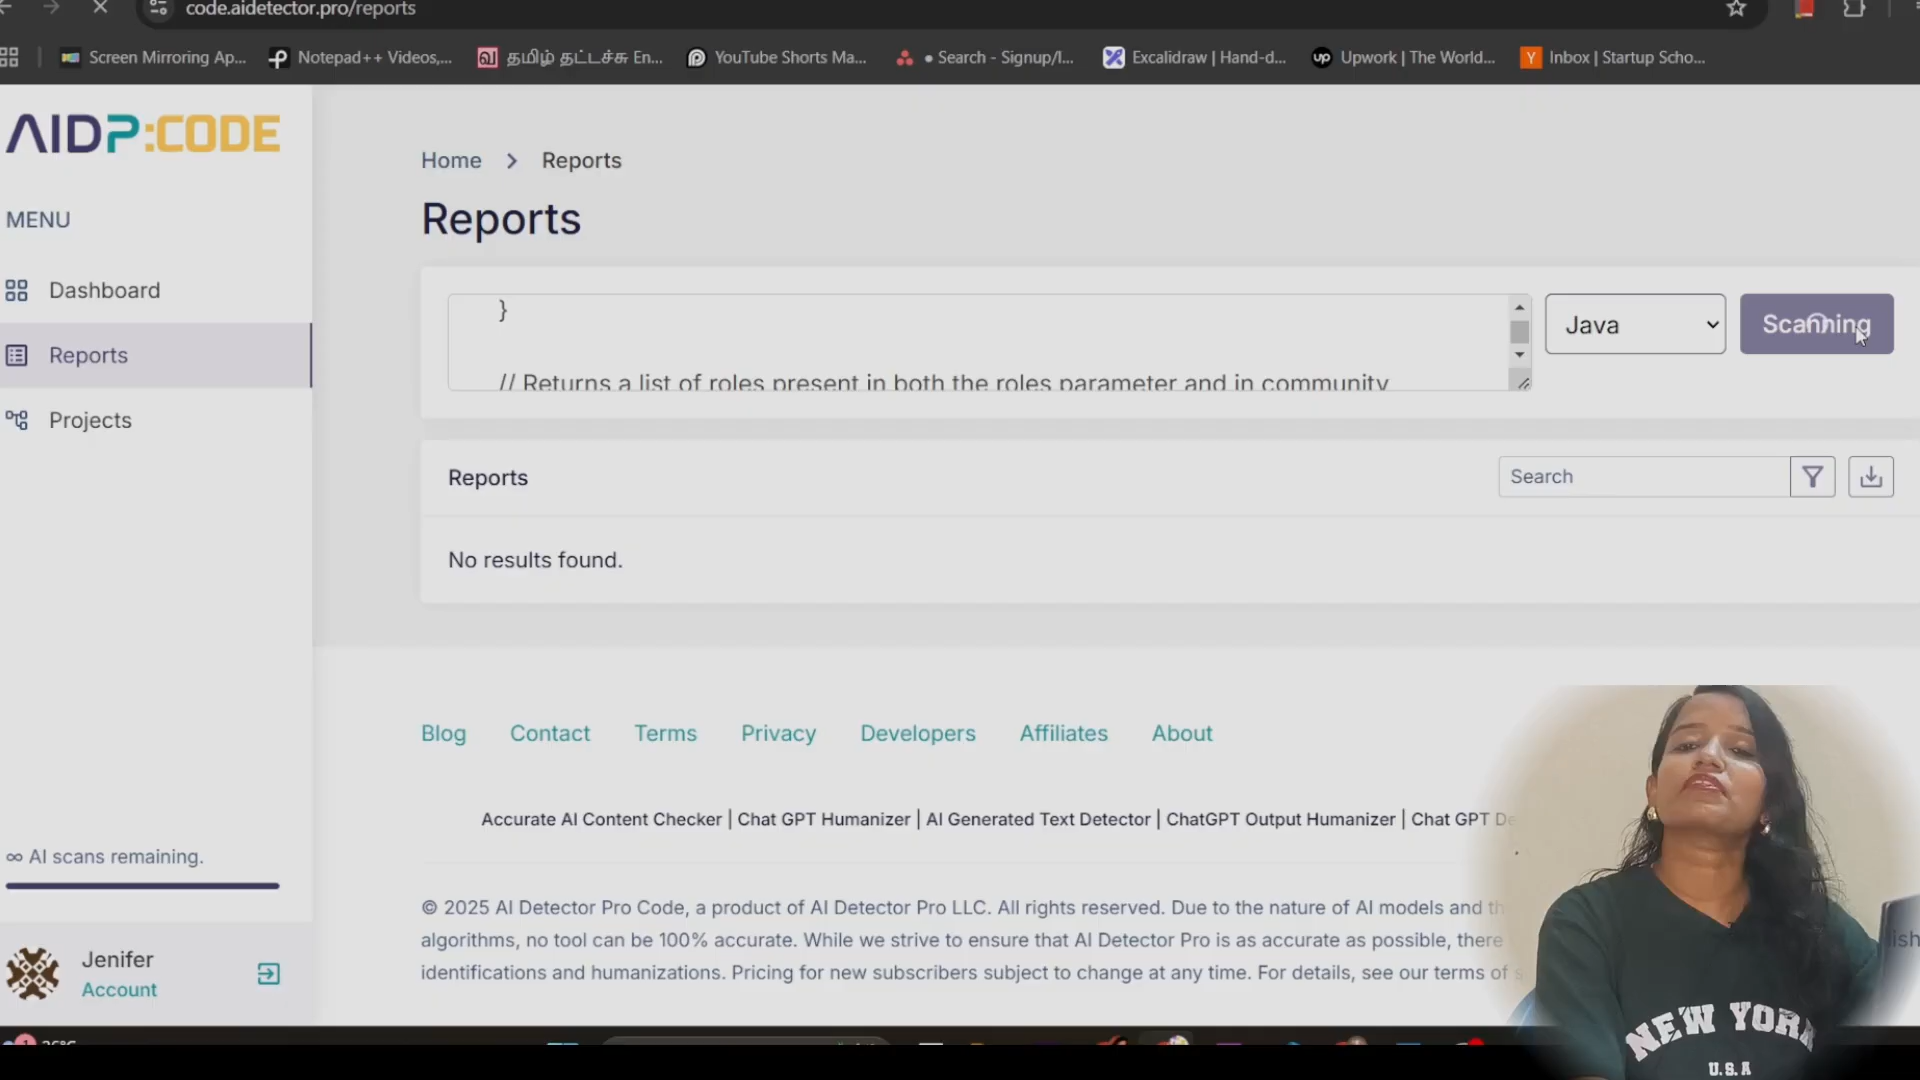 code.aidetector.pro/reports
Screen Mirroring Ap...
Notepad++ Videos,...
தமிழ் தட்டச்சு En...
YouTube Shorts Ma...
• Search - Signup/I...
Excalidraw | Hand-d...
up Upwork | The World...
Y Inbox | Startup Scho...
AIDP:CODE
MENU
Dashboard
Reports
Projects
∞ AI scans remaining.
Jenifer
Account
Home > Reports
Reports
}
// Returns a list of roles present in both the roles parameter and in community
Java
Scanning
Reports
Search
No results found.
Blog Contact Terms Privacy Developers Affiliates About
Accurate AI Content Checker | Chat GPT Humanizer | AI Generated Text Detector | ChatGPT Output Humanizer | Chat GPT
© 2025 AI Detector Pro Code, a product of AI Detector Pro LLC. All rights reserved. Due to the nature of AI models and
algorithms, no tool can be 100% accurate. While we strive to ensure that AI Detector Pro is as accurate as possible, there
identifications and humanizations. Pricing for new subscribers subject to change at any time. For details, see our terms of
NEW YORK
U.S.A